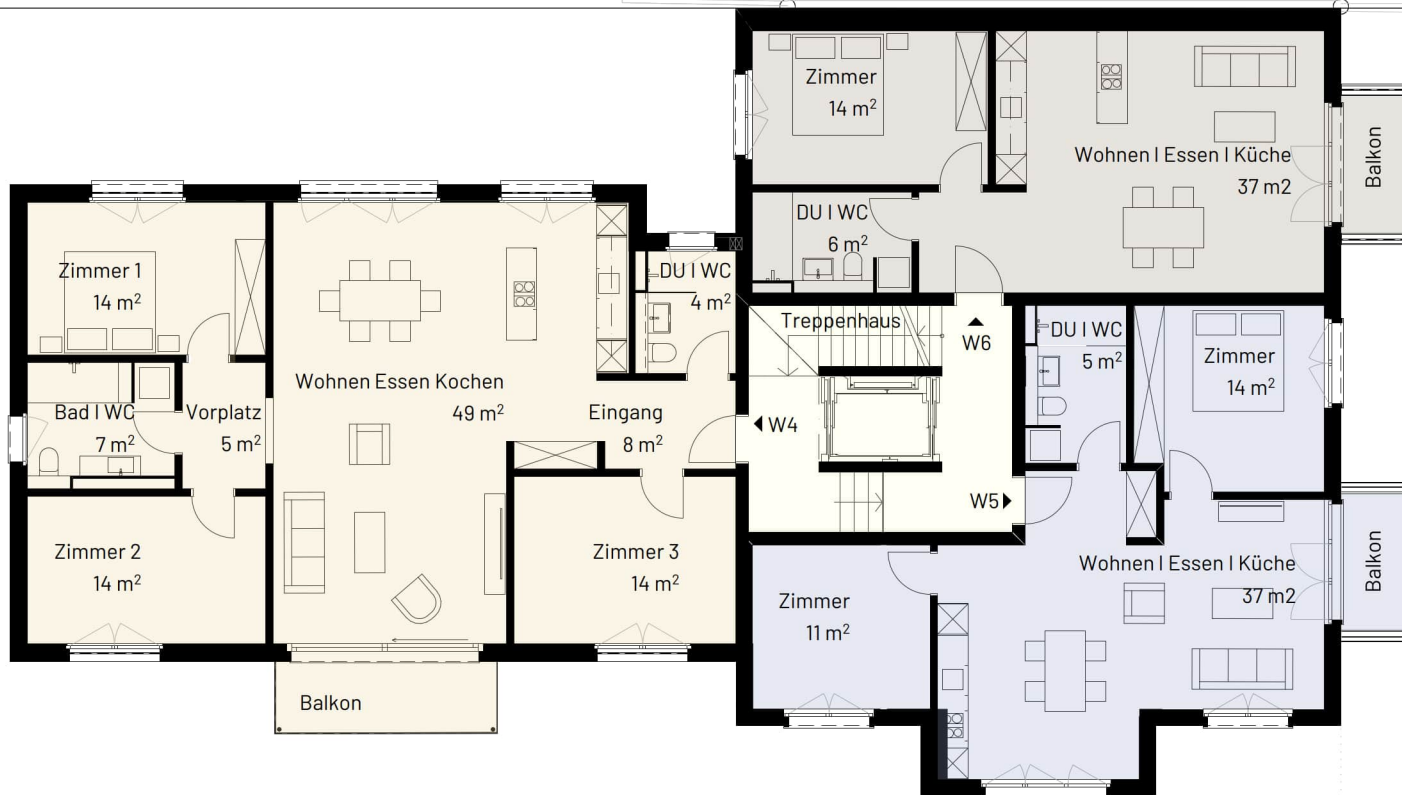 Zimmer
14 m²
Wohnen I Essen I Küche
37 m2
Balkon
DU I WC
6 m²
Zimmer 1
14 m²
DU I WC
4 m²
Treppenhaus
W6
DU I WC
5 m²
Zimmer
14 m²
Wohnen Essen Kochen
49 m²
Bad I WC
7 m²
Vorplatz
5 m²
Eingang
8 m²
W4
W5
Zimmer 2
14 m²
Zimmer 3
14 m²
Zimmer
11 m²
Wohnen I Essen I Küche
37 m2
Balkon
Balkon